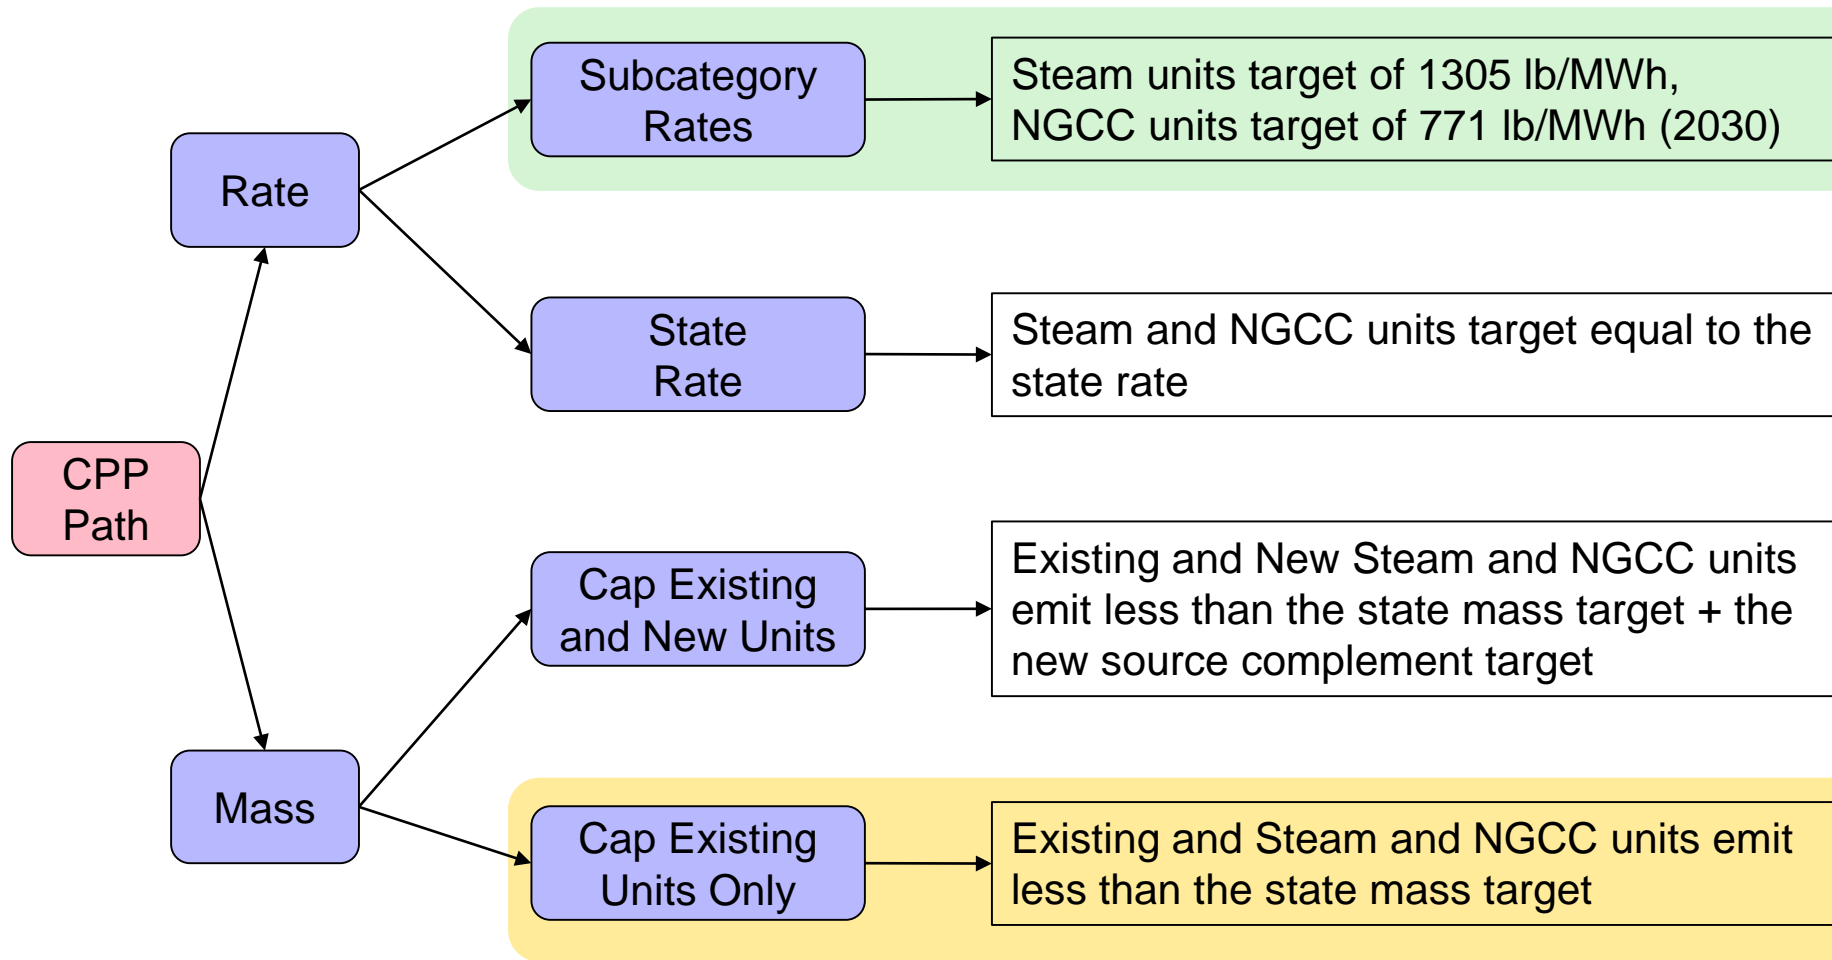 Subcategory
Rates
Steam units target of 1305 lb/MWh,
NGCC units target of 771 lb/MWh (2030)
Rate
State
Rate
Steam and NGCC units target equal to the
state rate
CPP
Path
Cap Existing
and New Units
Existing and New Steam and NGCC units
emit less than the state mass target + the
new source complement target
Mass
Cap Existing
Units Only
Existing and Steam and NGCC units emit
less than the state mass target